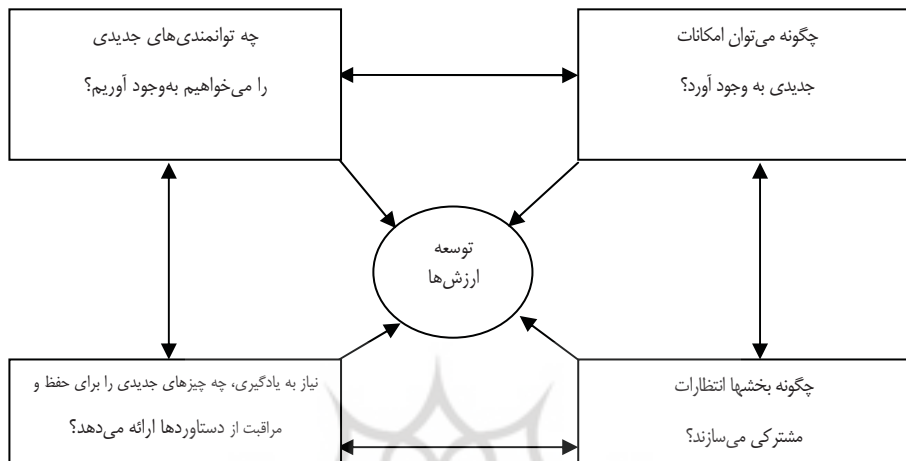 چگونه می‌توان امکانات
جدیدی به وجود آورد؟
چه توانمندی‌های جدیدی
را می‌خواهیم به‌وجود آوریم؟
توسعه
ارزش‌ها
چگونه بخشها انتظارات
مشترکی می‌سازند؟
نیاز به یادگیری، چه چیزهای جدیدی را برای حفظ و
مراقبت از دستاوردها ارائه می‌دهد؟